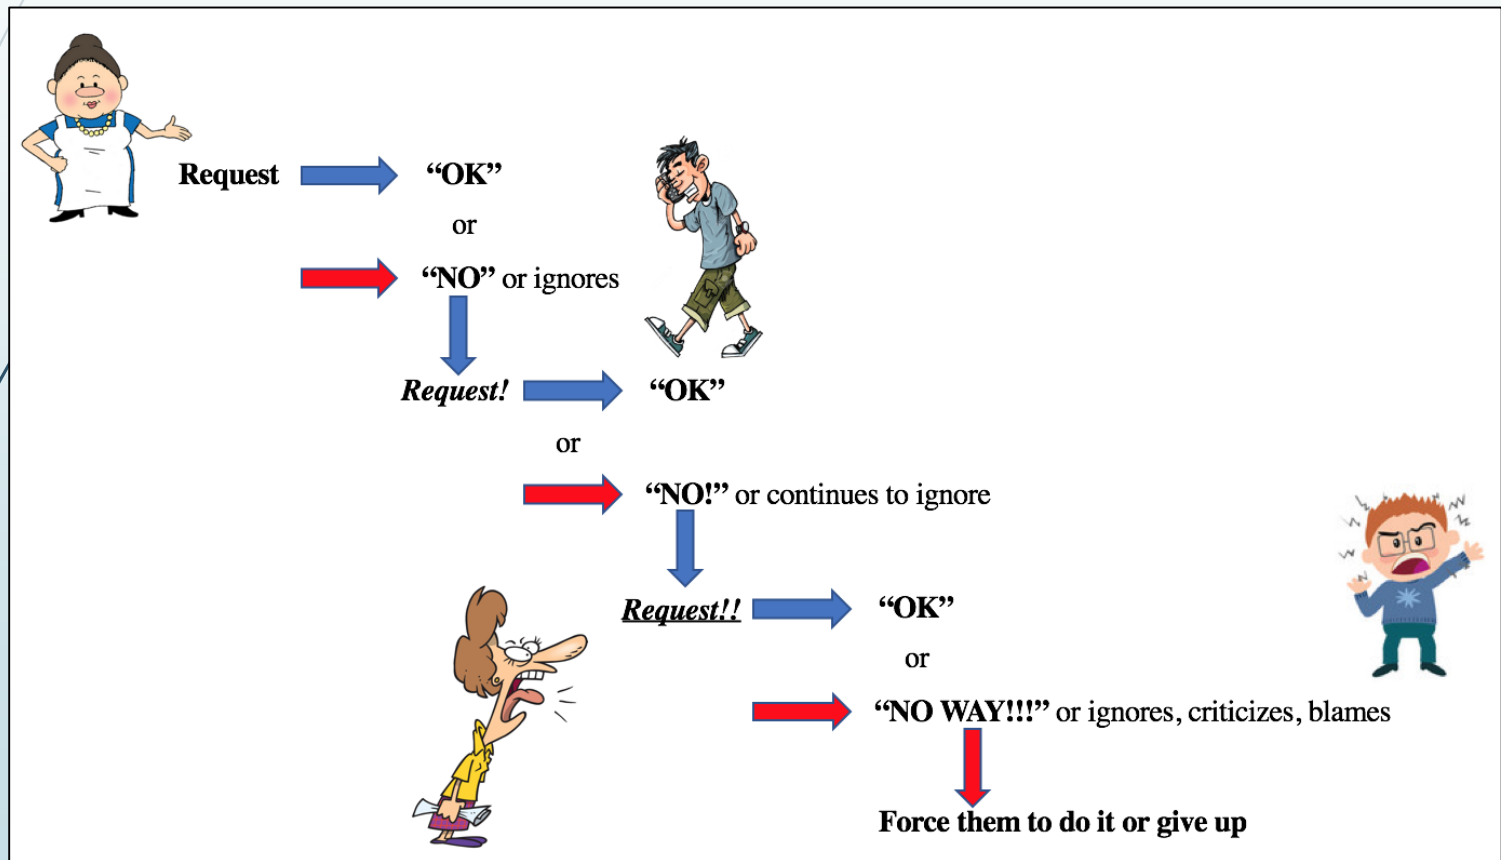 Request “OK”
or
“NO” or ignores
Request! “OK”
or
“NO!” or continues to ignore
Request!! “OK”
or
“NO WAY!!!” or ignores, criticizes, blames
Force them to do it or give up